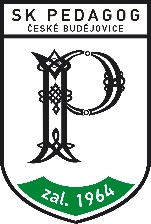 SK PEDAGOG
ČESKÉ BUDĚJOVICE
P
zal. 1964